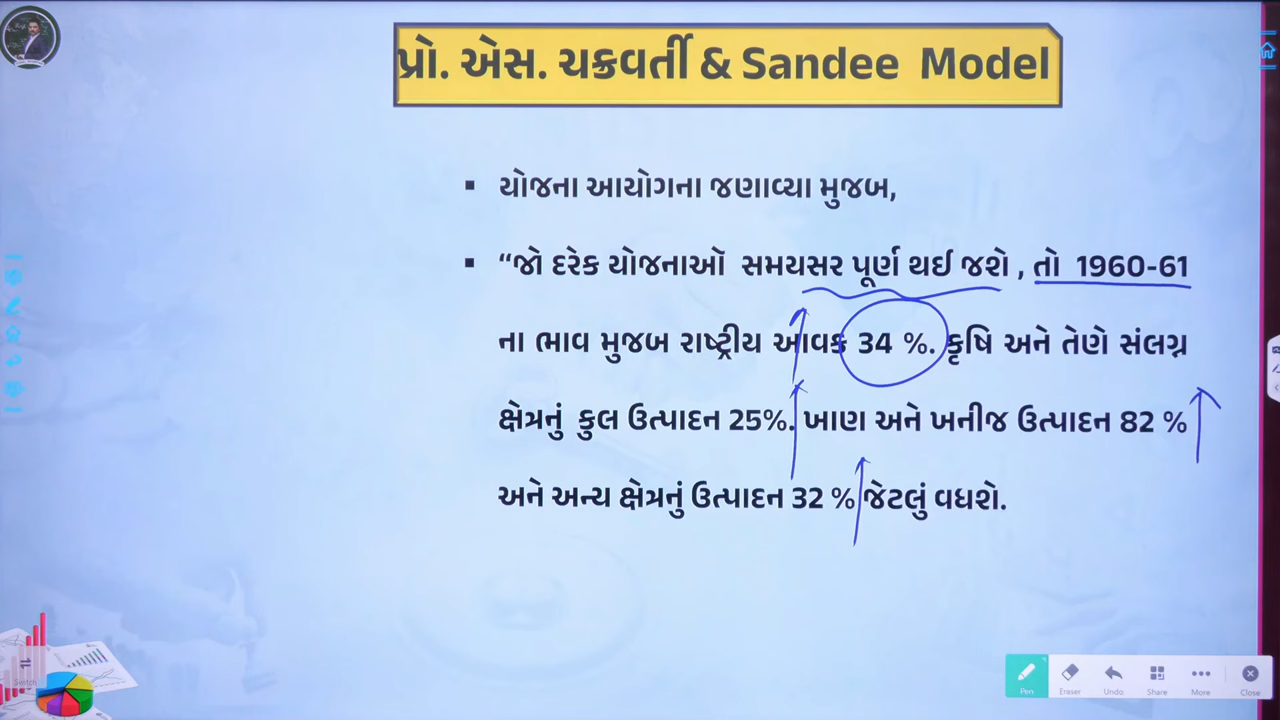 પ્રો. એસ. ચક્રવર્તી & Sandee Model
▪ યોજના આયોગના જણાવ્યા મુજબ,
▪ “જો દરેક યોજનાઓ સમયસર પૂર્ણ થઈ જશે , તો 1960-61
ના ભાવ મુજબ રાષ્ટ્રીય આવક 34 %. કૃષિ અને તેણે સંલગ્ન
ક્ષેત્રનું કુલ ઉત્પાદન 25%. ખાણ અને ખનીજ ઉત્પાદન 82 %
અને અન્ય ક્ષેત્રનું ઉત્પાદન 32 % જેટલું વધશે.
Switch
Pen Eraser Undo Share More Close